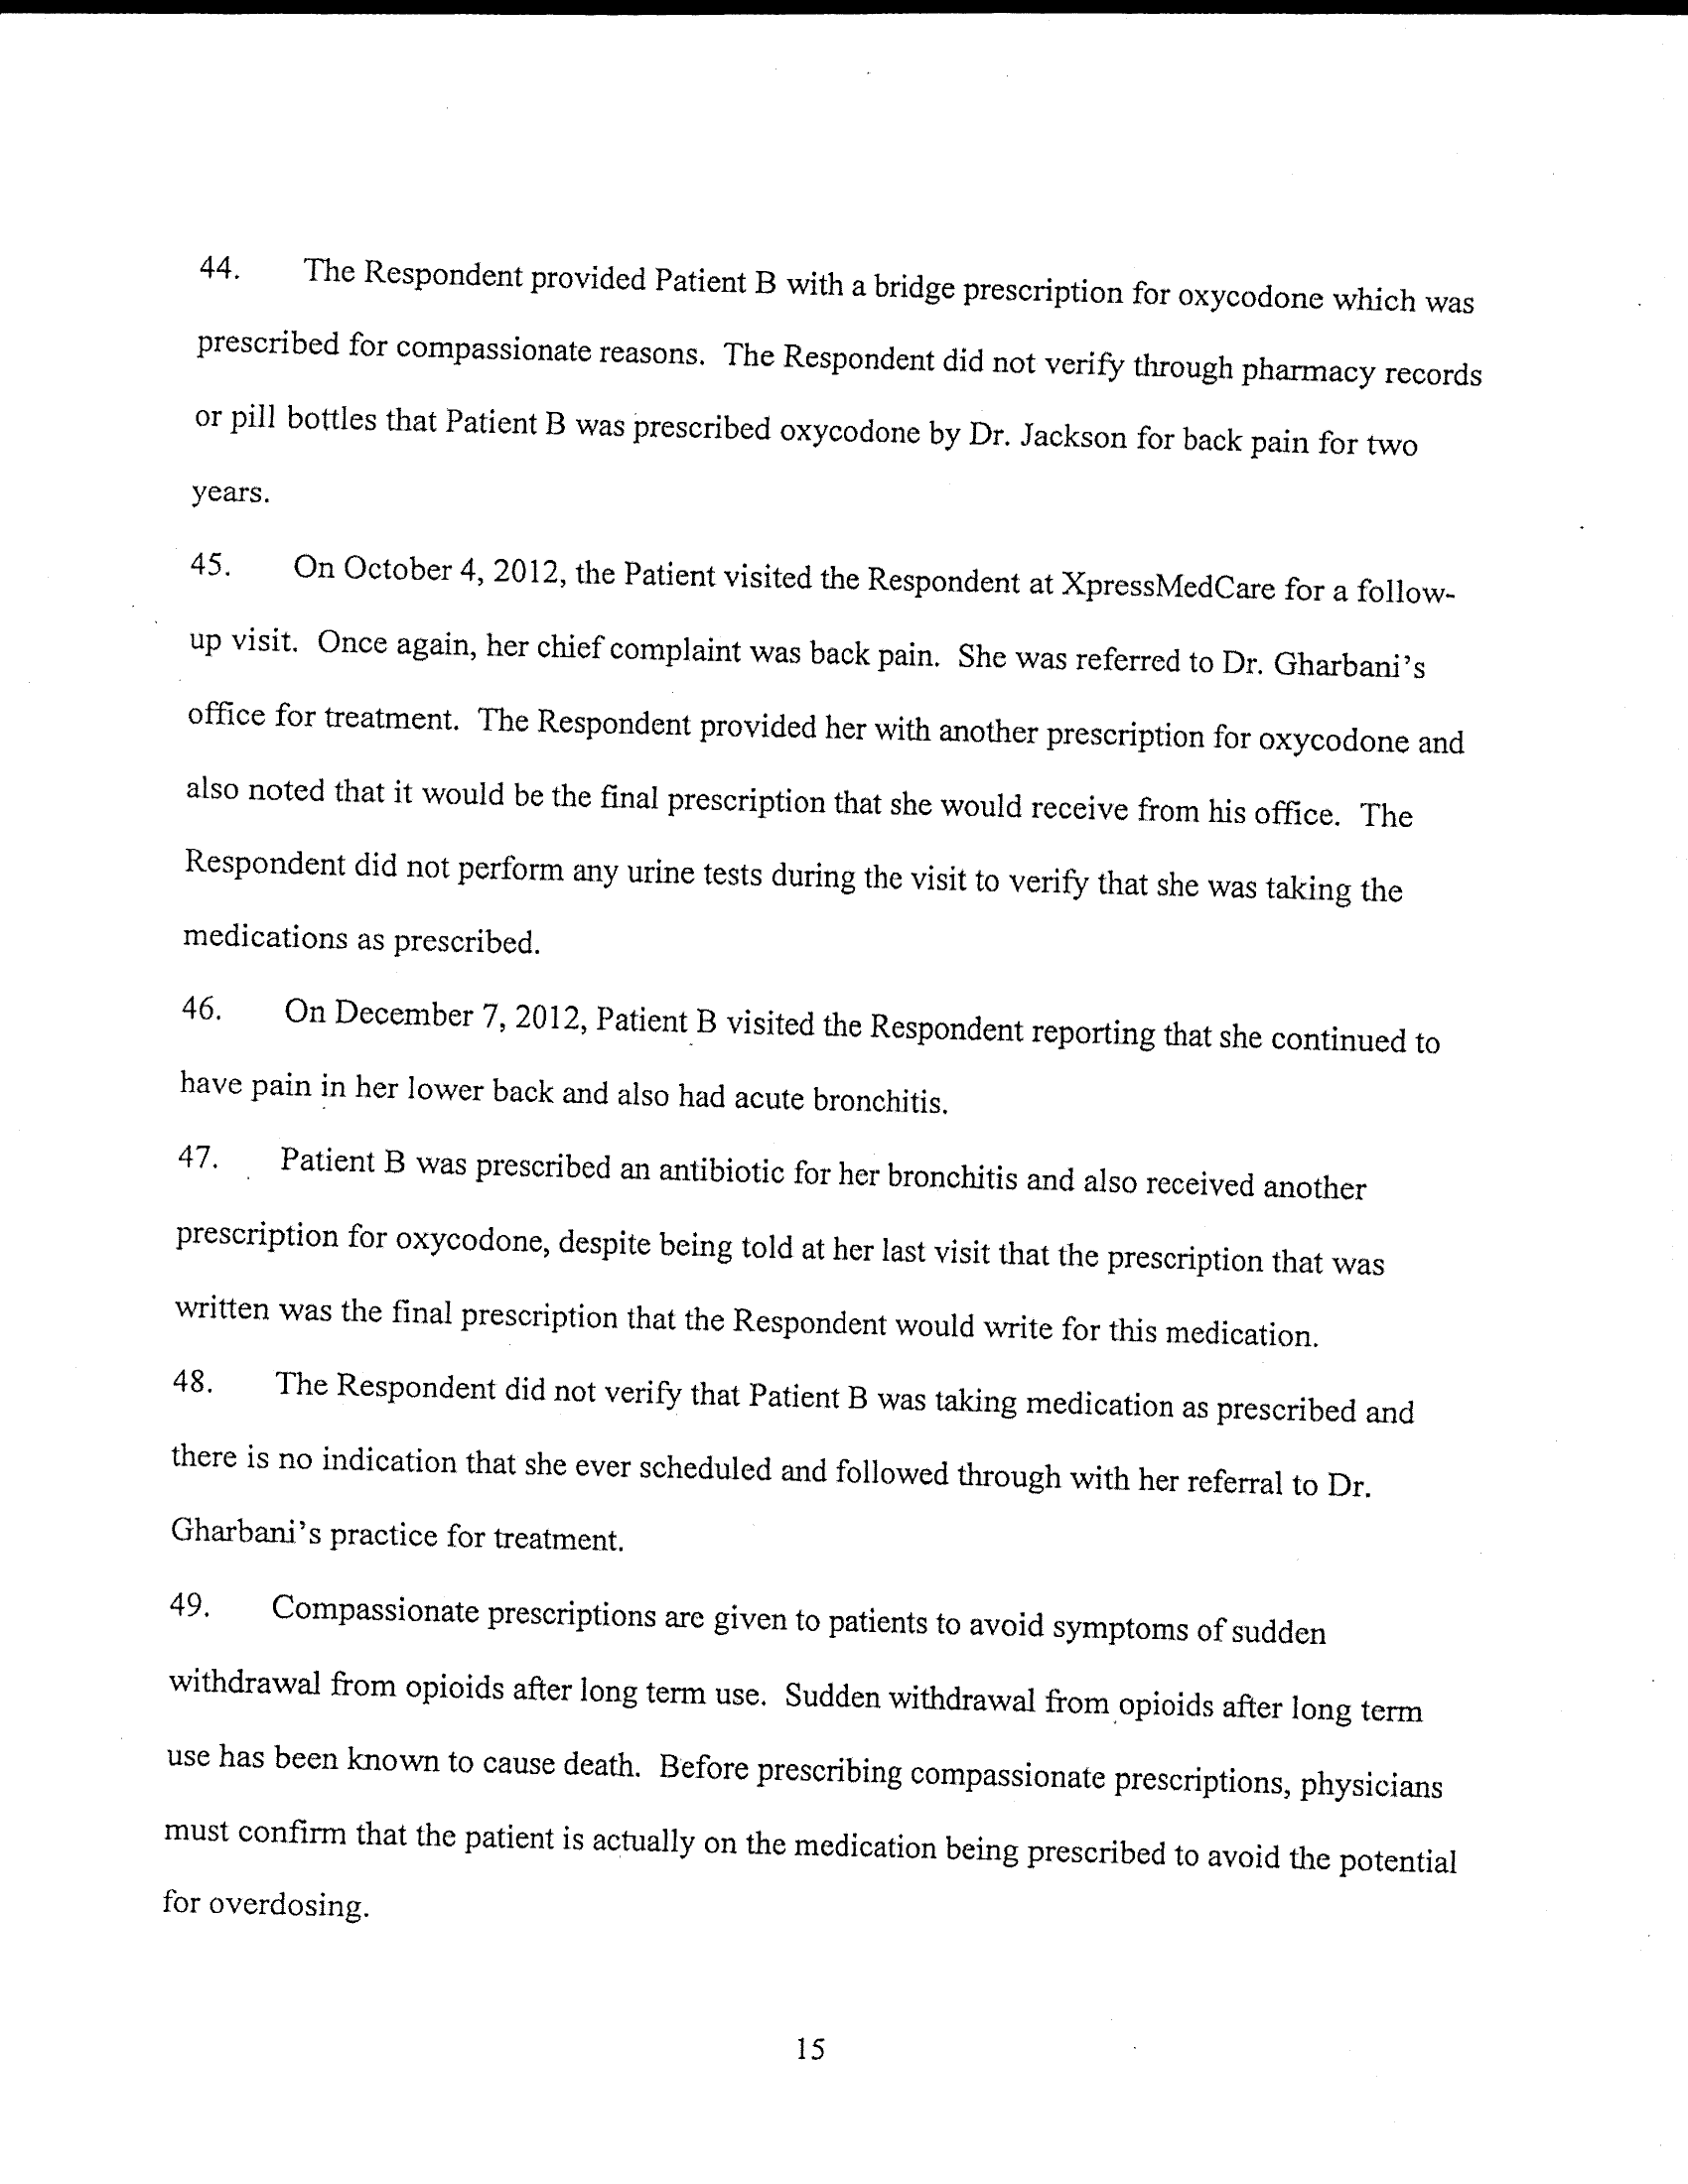 44. The Respondent provided Patient B with a bridge prescription for oxycodone which was
prescribed for compassionate reasons. The Respondent did not verify through pharmacy records
or pill bottles that Patient B was prescribed oxycodone by Dr. Jackson for back pain for two
years.
45. On October 4, 2012, the Patient visited the Respondent at XpressMedCare for a follow-
up visit. Once again, her chief complaint was back pain. She was referred to Dr. Gharbani's
office for treatment. The Respondent provided her with another prescription for oxycodone and
also noted that it would be the final prescription that she would receive from his office. The
Respondent did not perform any urine tests during the visit to verify that she was taking the
medications as prescribed.
46. On December 7, 2012, Patient B visited the Respondent reporting that she continued to
have pain in her lower back and also had acute bronchitis.
47. Patient B was prescribed an antibiotic for her bronchitis and also received another
prescription for oxycodone, despite being told at her last visit that the prescription that was
written was the final prescription that the Respondent would write for this medication.
48. The Respondent did not verify that Patient B was taking medication as prescribed and
there is no indication that she ever scheduled and followed through with her referral to Dr.
Gharbani's practice for treatment.
49. Compassionate prescriptions are given to patients to avoid symptoms of sudden
withdrawal from opioids after long term use. Sudden withdrawal from opioids after long term
use has been known to cause death. Before prescribing compassionate prescriptions, physicians
must confirm that the patient is actually on the medication being prescribed to avoid the potential
for overdosing.
15